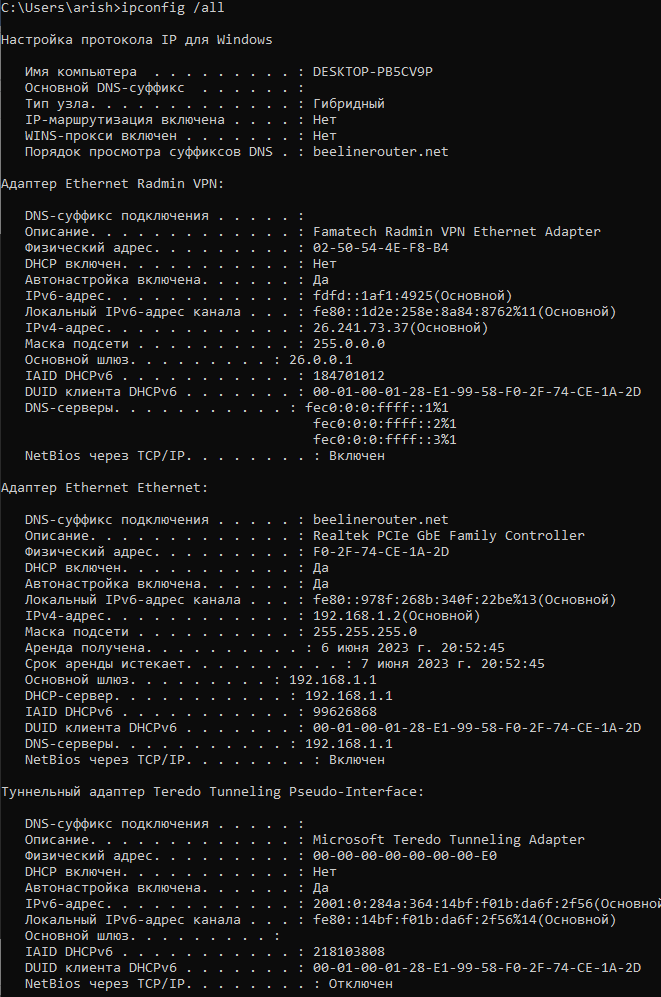 C:\Users\arish>ipconfig /all
Настройка протокола IP для Windows
Имя компьютера . . . . . . . . . : DESKTOP-PB5CV9P
Основной DNS-суффикс . . . . . . :
Тип узла. . . . . . . . . . . . . : Гибридный
IP-маршрутизация включена . . . . : Нет
WINS-прокси включен . . . . . . . : Нет
Порядок просмотра суффиксов DNS . : beelinerouter.net
Адаптер Ethernet Radmin VPN:
DNS-суффикс подключения . . . . . :
Описание. . . . . . . . . . . . . : Famatech Radmin VPN Ethernet Adapter
Физический адрес. . . . . . . . . : 02-50-54-4E-F8-B4
DHCP включен. . . . . . . . . . . : Нет
Автонастройка включена. . . . . . : Да
IPv6-адрес. . . . . . . . . . . . : fdfd::1af1:4925(Основной)
Локальный IPv6-адрес канала . . . : fe80::1d2e:258e:8a84:8762%11(Основной)
IPv4-адрес. . . . . . . . . . . . : 26.241.73.37(Основной)
Маска подсети . . . . . . . . . . : 255.0.0.0
Основной шлюз. . . . . . . . . : 26.0.0.1
IAID DHCPv6 . . . . . . . . . . . : 184701012
DUID клиента DHCPv6 . . . . . . . : 00-01-00-01-28-E1-99-58-F0-2F-74-CE-1A-2D
DNS-серверы. . . . . . . . . . . : fec0:0:0:ffff::1%1
fec0:0:0:ffff::2%1
fec0:0:0:ffff::3%1
NetBios через TCP/IP. . . . . . . . : Включен
Адаптер Ethernet Ethernet:
DNS-суффикс подключения . . . . . : beelinerouter.net
Описание. . . . . . . . . . . . . : Realtek PCIe GbE Family Controller
Физический адрес. . . . . . . . . : F0-2F-74-CE-1A-2D
DHCP включен. . . . . . . . . . . : Да
Автонастройка включена. . . . . . : Да
Локальный IPv6-адрес канала . . . : fe80::978f:268b:340f:22be%13(Основной)
IPv4-адрес. . . . . . . . . . . . : 192.168.1.2(Основной)
Маска подсети . . . . . . . . . . : 255.255.255.0
Аренда получена. . . . . . . . . . : 6 июня 2023 г. 20:52:45
Срок аренды истекает. . . . . . . . . . : 7 июня 2023 г. 20:52:45
Основной шлюз. . . . . . . . . : 192.168.1.1
DHCP-сервер. . . . . . . . . . . : 192.168.1.1
IAID DHCPv6 . . . . . . . . . . . : 99626868
DUID клиента DHCPv6 . . . . . . . : 00-01-00-01-28-E1-99-58-F0-2F-74-CE-1A-2D
DNS-серверы. . . . . . . . . . . : 192.168.1.1
NetBios через TCP/IP. . . . . . . . : Включен
Туннельный адаптер Teredo Tunneling Pseudo-Interface:
DNS-суффикс подключения . . . . . :
Описание. . . . . . . . . . . . . : Microsoft Teredo Tunneling Adapter
Физический адрес. . . . . . . . . : 00-00-00-00-00-00-00-E0
DHCP включен. . . . . . . . . . . : Нет
Автонастройка включена. . . . . . : Да
IPv6-адрес. . . . . . . . . . . . : 2001:0:284a:364:14bf:f01b:da6f:2f56(Основно
Локальный IPv6-адрес канала . . . : fe80::14bf:f01b:da6f:2f56%14(Основной)
Основной шлюз. . . . . . . . . :
IAID DHCPv6 . . . . . . . . . . . : 218103808
DUID клиента DHCPv6 . . . . . . . : 00-01-00-01-28-E1-99-58-F0-2F-74-CE-1A-2D
NetBios через TCP/IP. . . . . . . . : Отключен